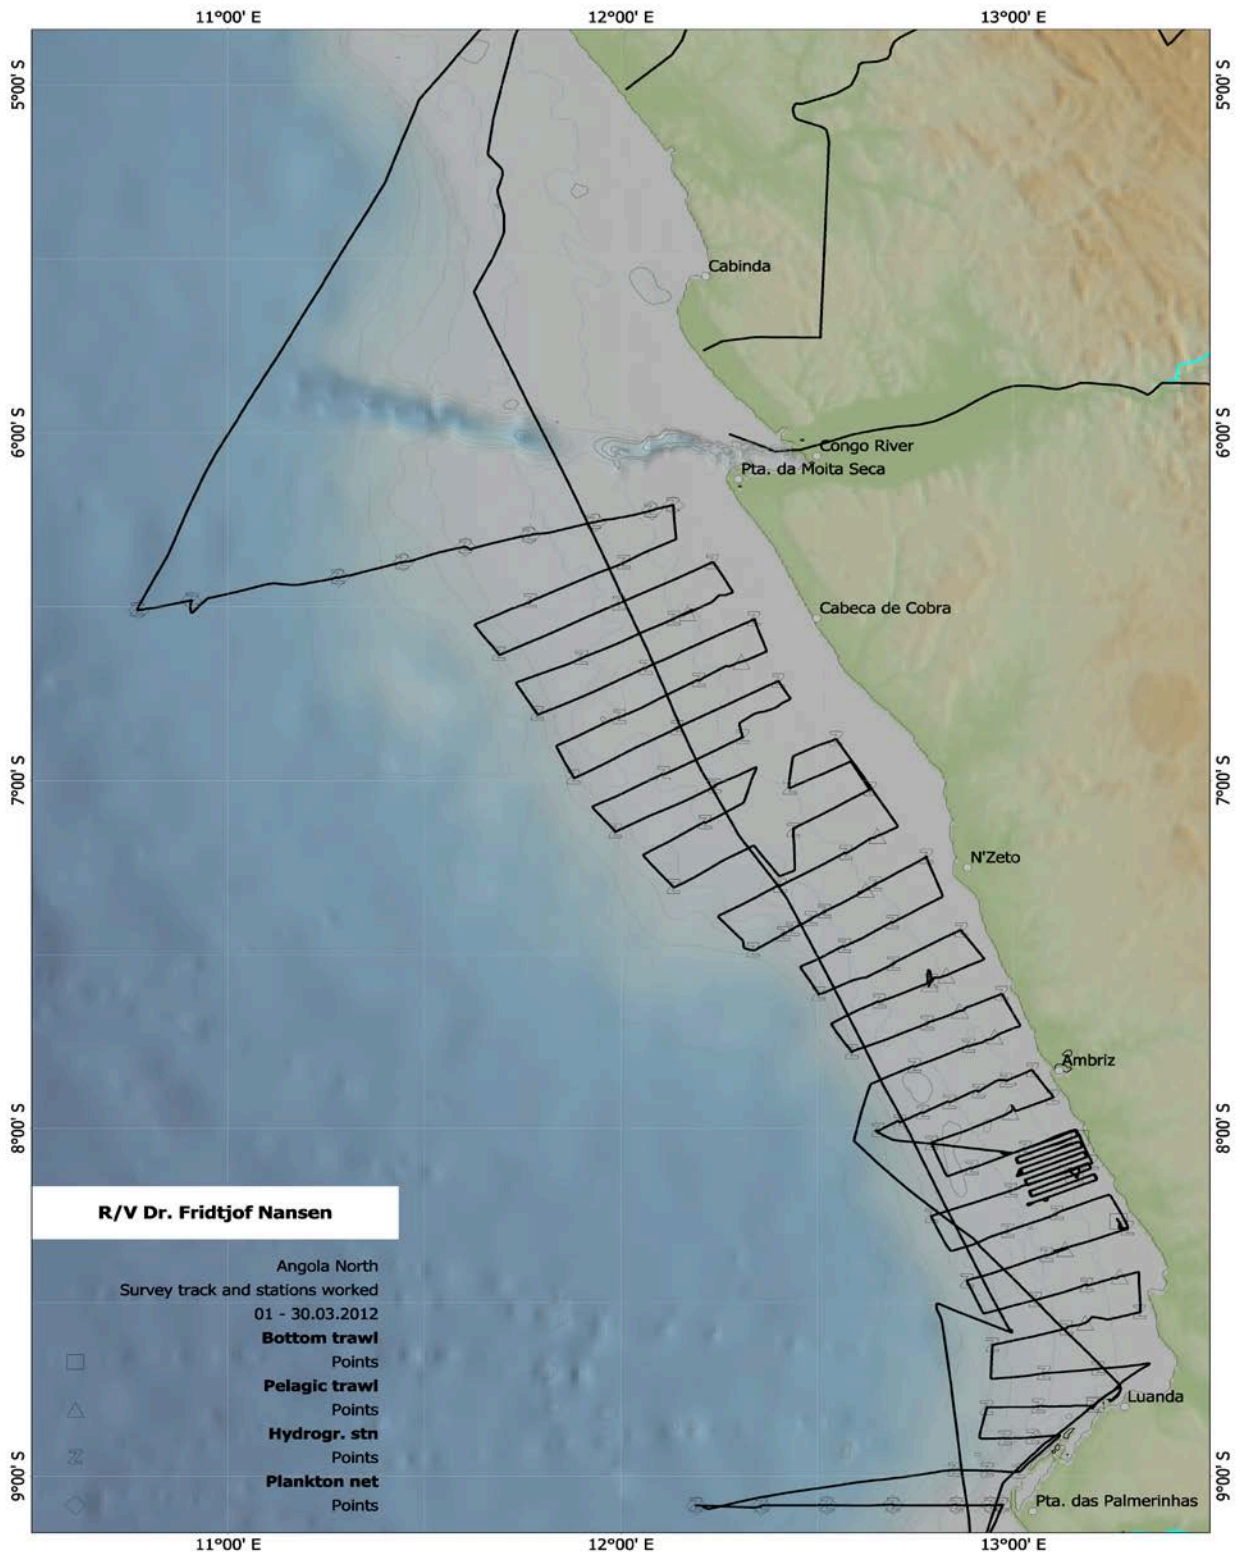 11°00' E
12°00' E
13°00' E
5°00' S
5°00' S
Cabinda
6°00' S
Congo River
6°00' S
Pta. da Moita Seca
Cabeca de Cobra
7°00' S
7°00' S
N'Zeto
Ambriz
8°00' S
8°00' S
R/V Dr. Fridtjof Nansen
Angola North
Survey track and stations worked
01 - 30.03.2012
Bottom trawl
Points
Pelagic trawl
Points
Luanda
Hydrogr. stn
Z
Points
Plankton net
Points
9°00' S
9°00' S
Pta. das Palmerinhas
11°00' E
12°00' E
13°00' E